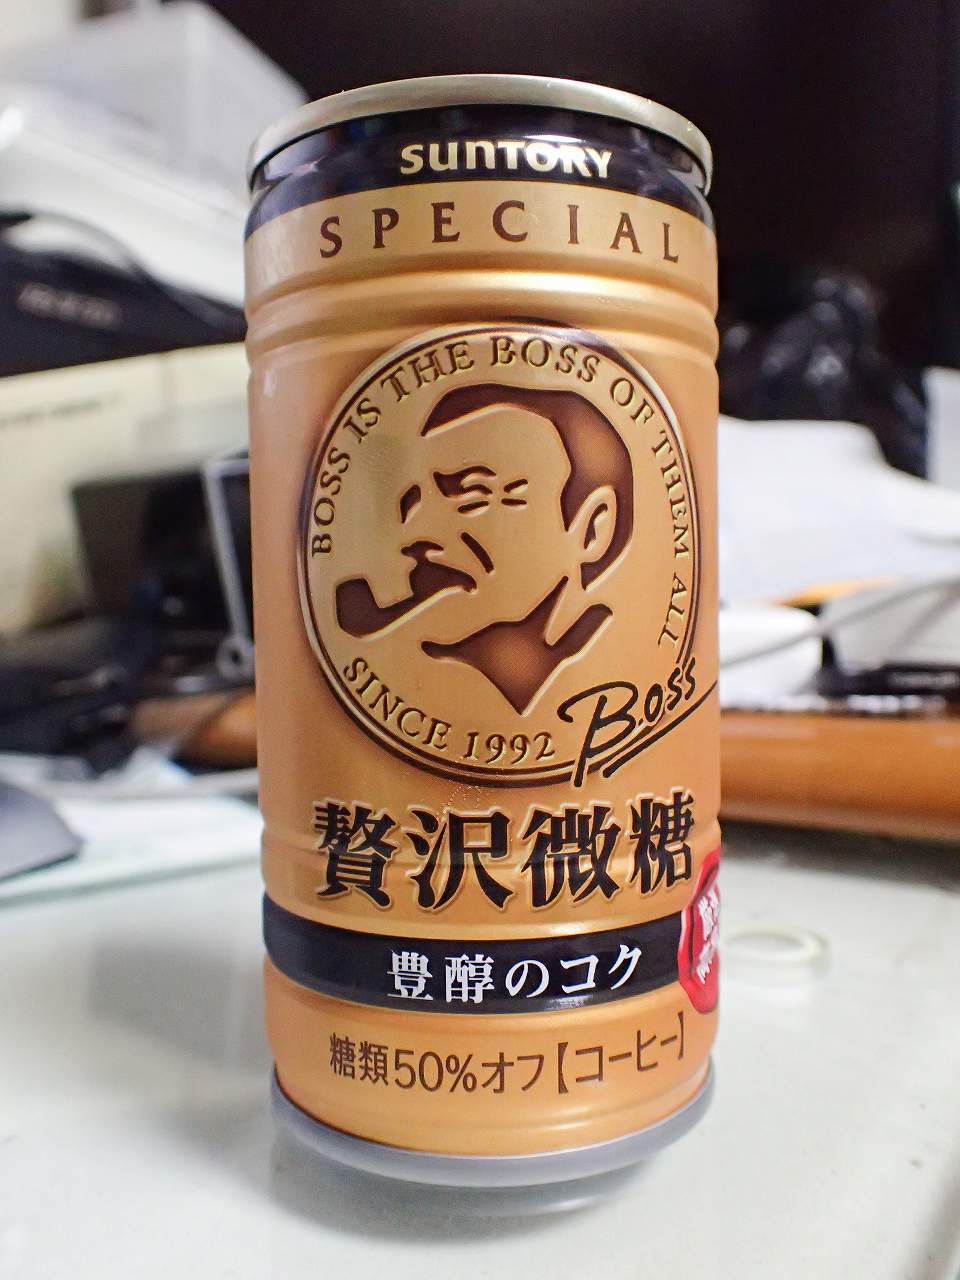 SUNTORY
SPECIAL
BOSS IS THE BOSS OF THEM ALL
SINCE 1992
BOSS
贅沢微糖
豊醇のコク
糖類50%オフ【コーヒー】